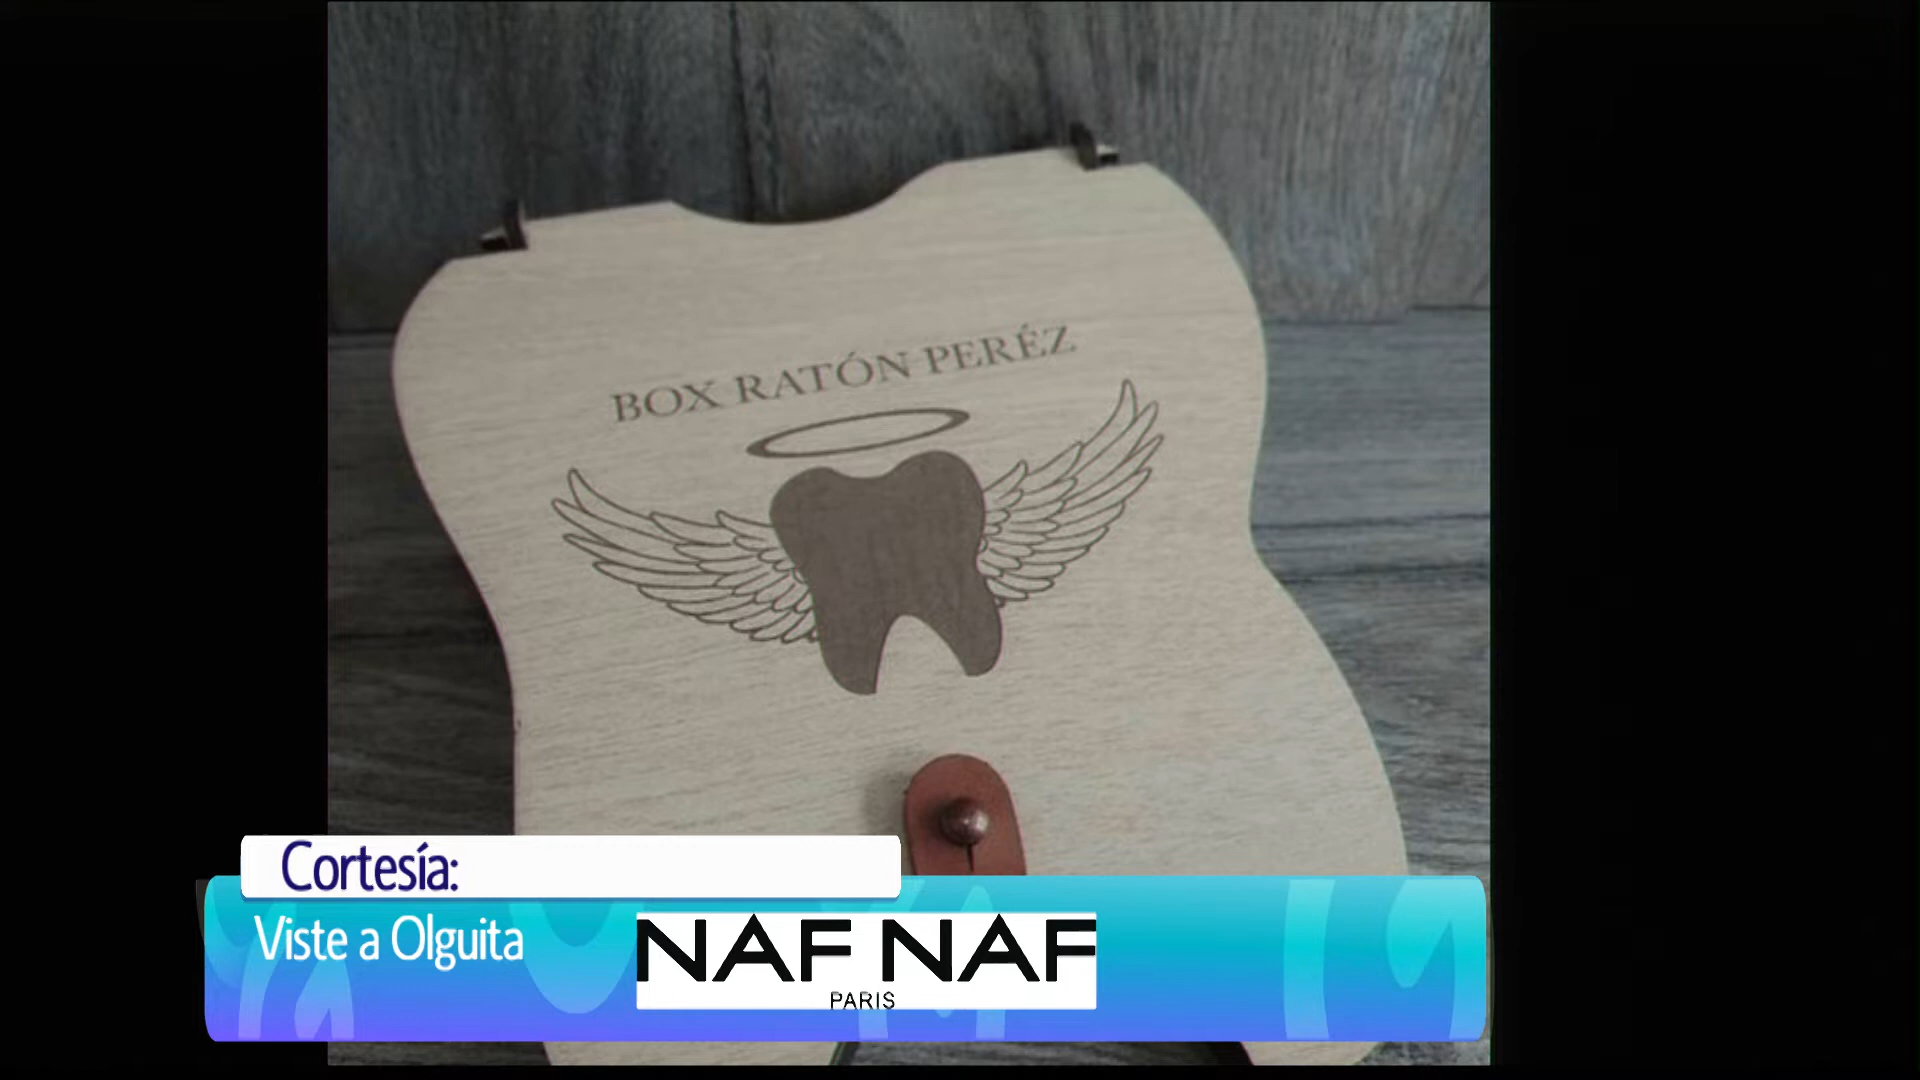 BOX RATÓN PERÉZ
Cortesía:
Viste a Olguita
NAF NAF
PARIS